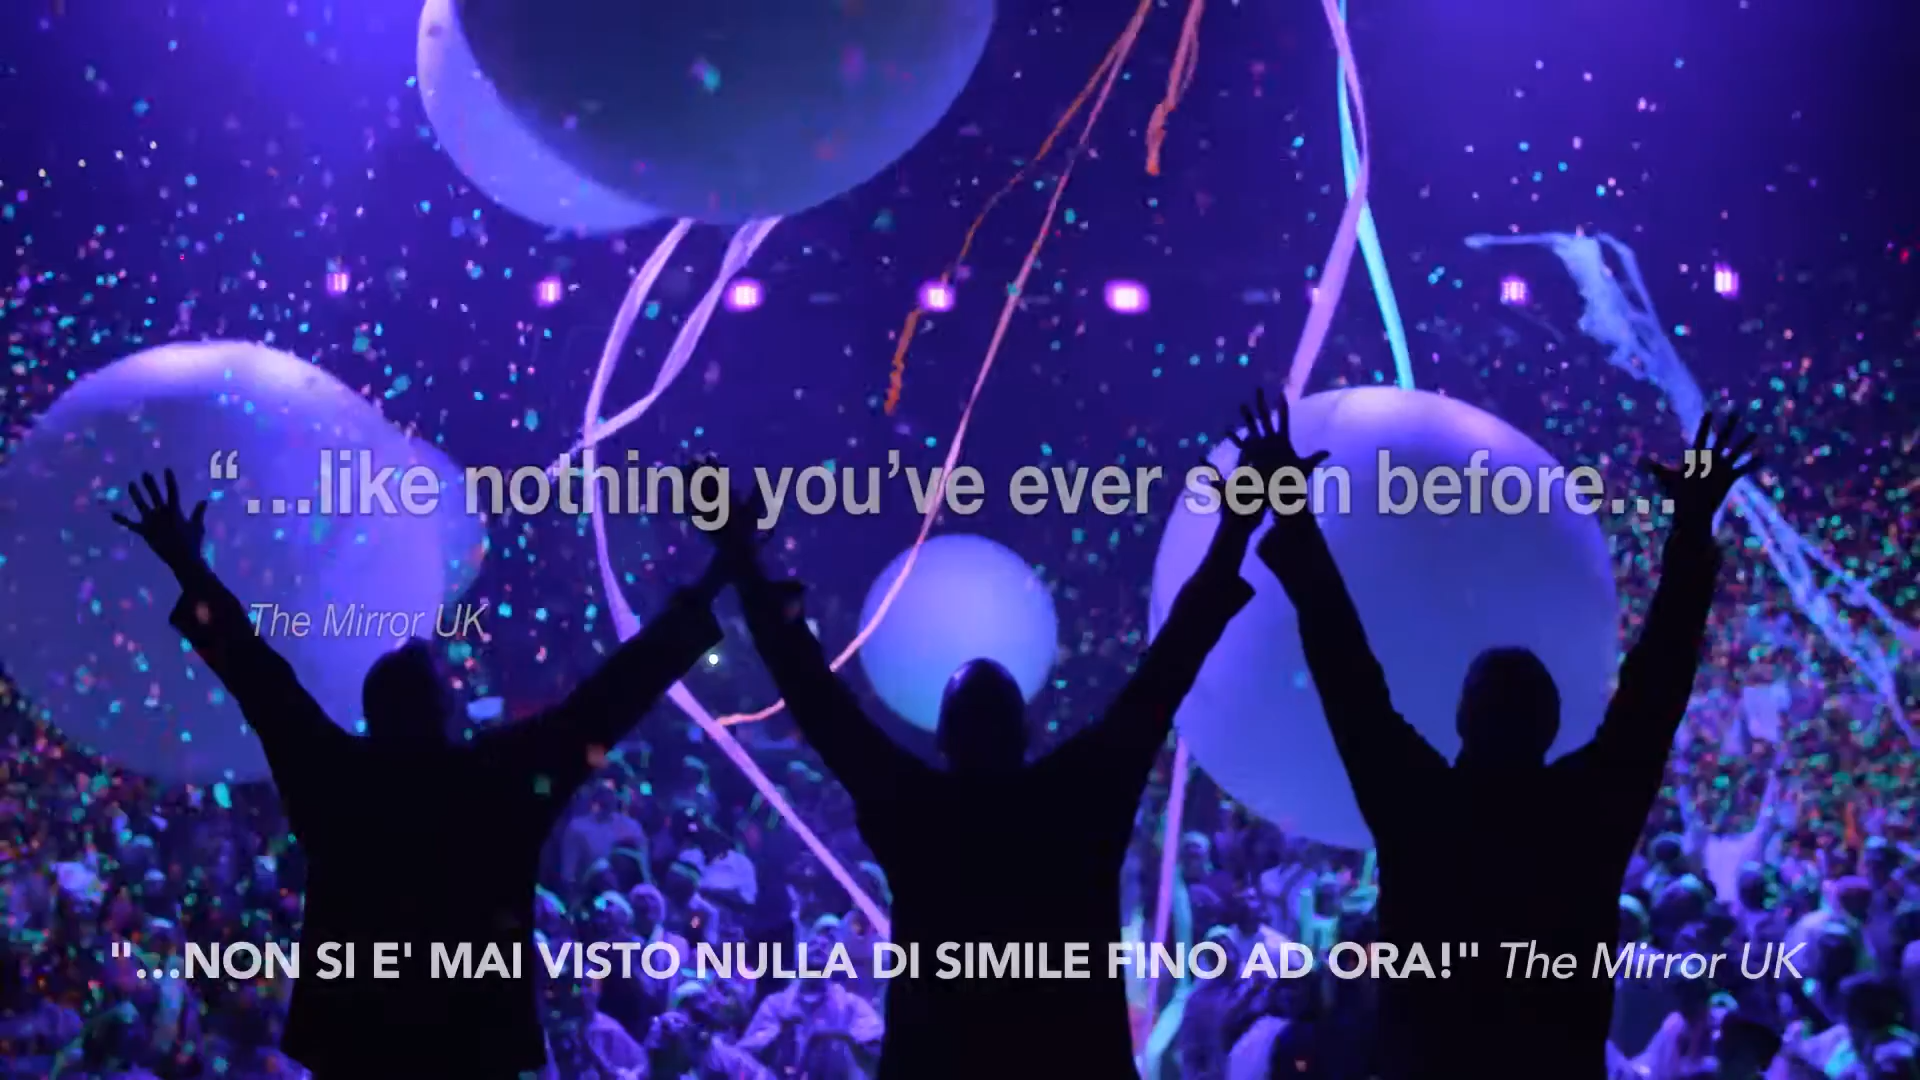 “...like nothing you’ve ever seen before...”
The Mirror UK
"...NON SI E' MAI VISTO NULLA DI SIMILE FINO AD ORA!" The Mirror UK